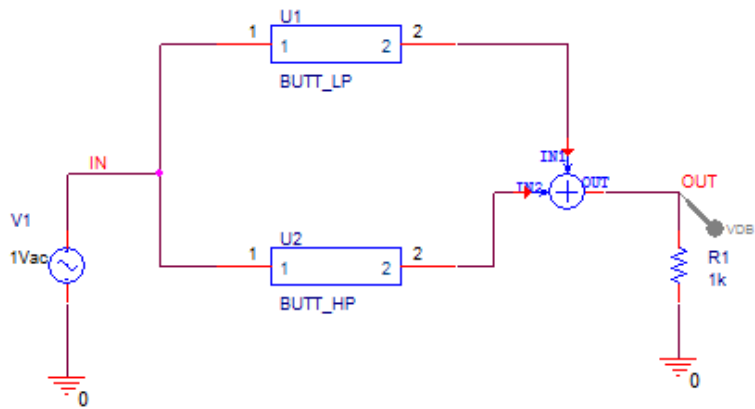 U1
1
1
2
2
BUTT_LP
IN
IN1
IN2
OUT
OUT
VDB
V1
1Vac
U2
1
1
2
2
BUTT_HP
R1
1k
0
0